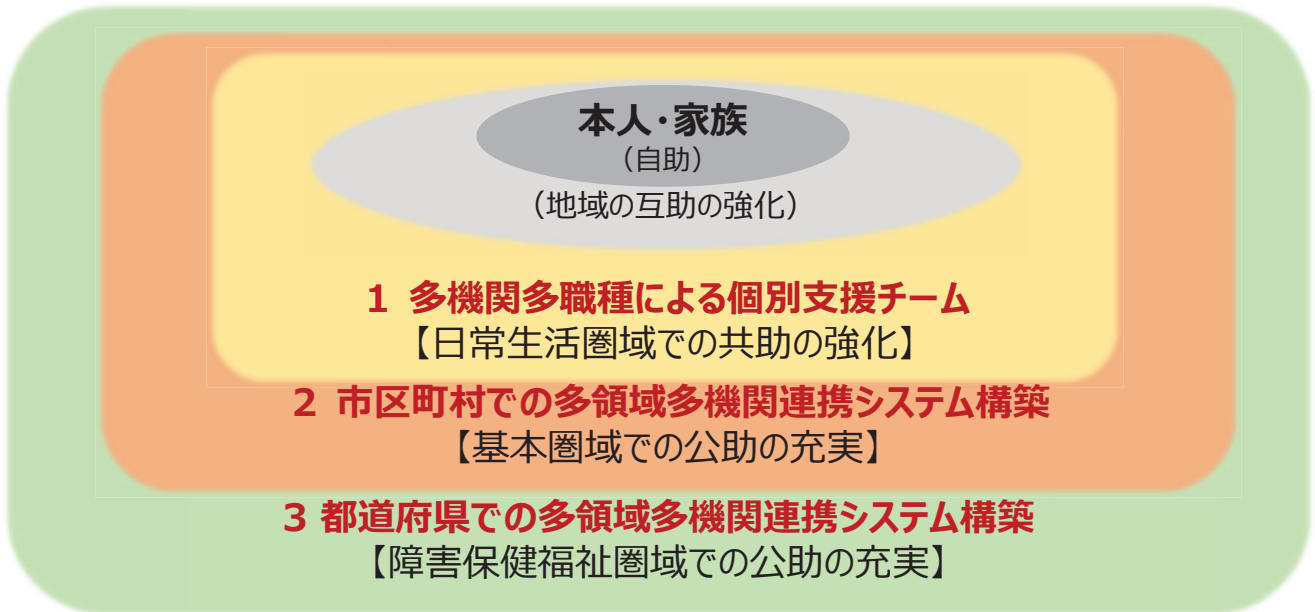 本人・家族
（自助）
（地域の互助の強化）
1 多機関多職種による個別支援チーム
【日常生活圏域での共助の強化】
2 市区町村での多領域多機関連携システム構築
【基本圏域での公助の充実】
3 都道府県での多領域多機関連携システム構築
【障害保健福祉圏域での公助の充実】